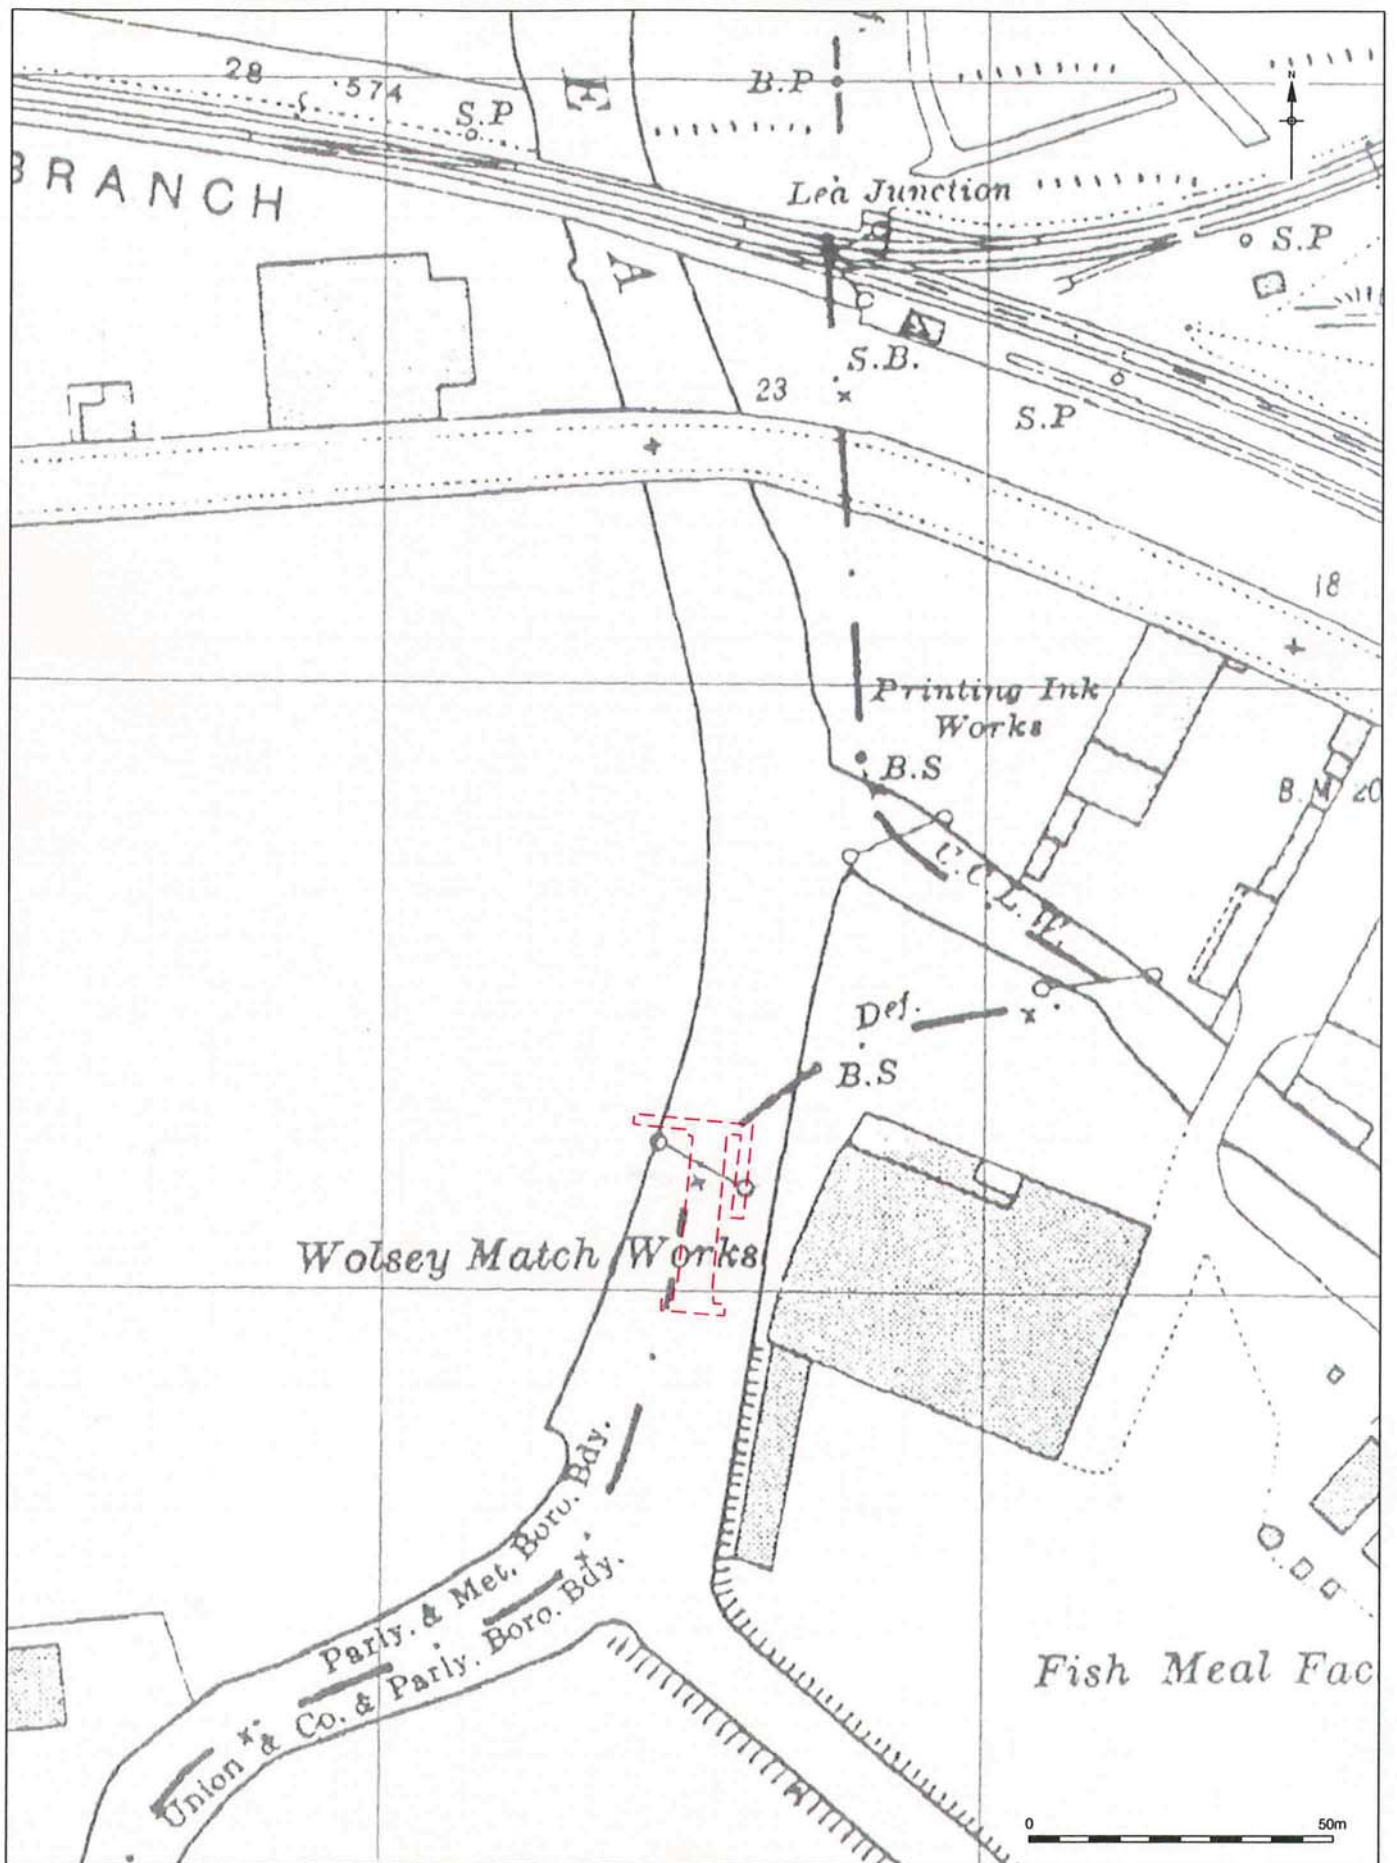 28
·574
S.P
B.P
N
BRANCH
Lea Junction
S.P
A
S.B.
23
S.P
18
Printing Ink
Works
B.S
B.M 20
U.C.L.W.
Def.
B.S
Wolsey Match Works
Parly. & Met. Boro. Bdy.
Union & Co. & Parly. Boro. Bdy.
Fish Meal Fac
0 50m